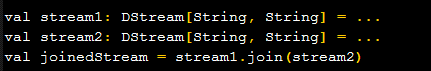 val stream1: DStream[String, String] = ...
val stream2: DStream[String, String] = ...
val joinedStream = stream1.join(stream2)